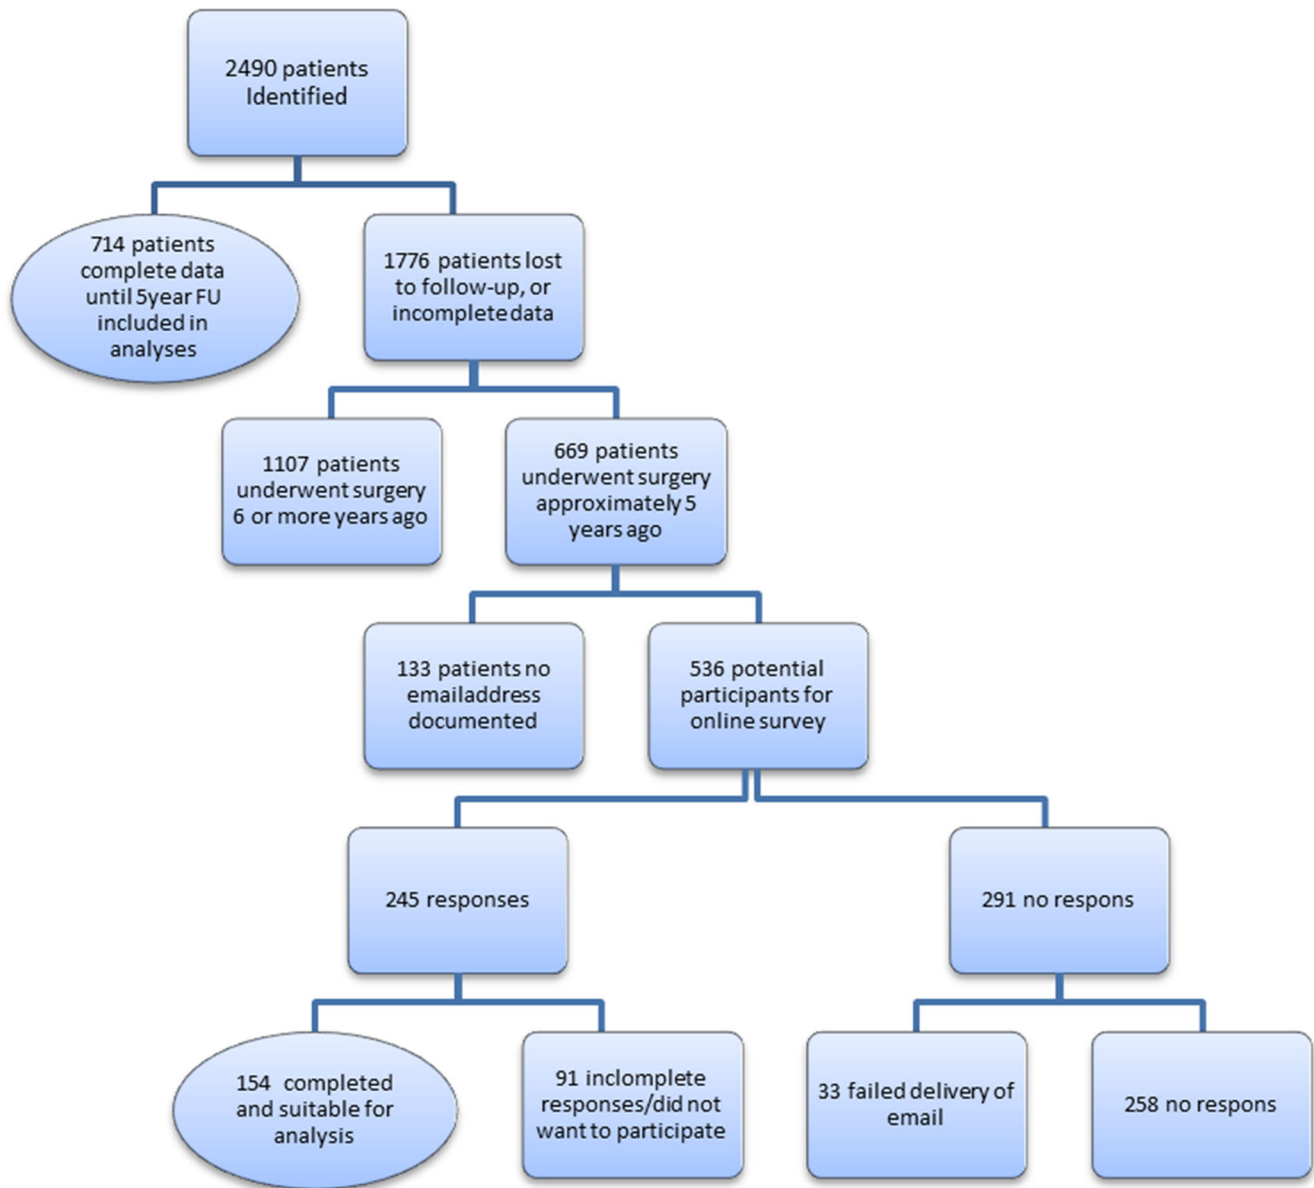 2490 patients
Identified
714 patients
complete data
until 5year FU
included in
analyses
1776 patients lost
to follow-up, or
incomplete data
1107 patients
underwent surgery
6 or more years ago
669 patients
underwent surgery
approximately 5
years ago
133 patients no
emailaddress
documented
536 potential
participants for
online survey
245 responses
291 no respons
154 completed
and suitable for
analysis
91 inclomplete
responses/did not
want to participate
33 failed delivery of
email
258 no respons